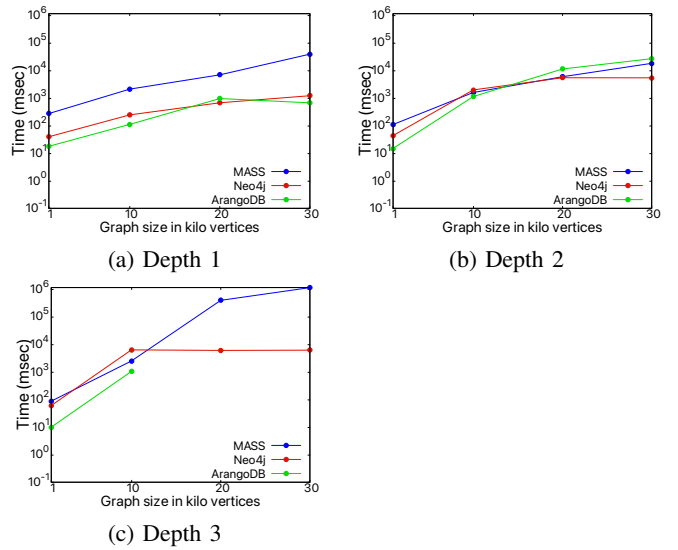 10^6
10^5
10^4
10^3
10^2
10^1
10^0
10^-1
Time (msec)
MASS
Neo4j
ArangoDB
1 10 20 30
Graph size in kilo vertices
(a) Depth 1
10^6
10^5
10^4
10^3
10^2
10^1
10^0
10^-1
Time (msec)
MASS
Neo4j
ArangoDB
1 10 20 30
Graph size in kilo vertices
(b) Depth 2
10^6
10^5
10^4
10^3
10^2
10^1
10^0
10^-1
Time (msec)
MASS
Neo4j
ArangoDB
1 10 20 30
Graph size in kilo vertices
(c) Depth 3